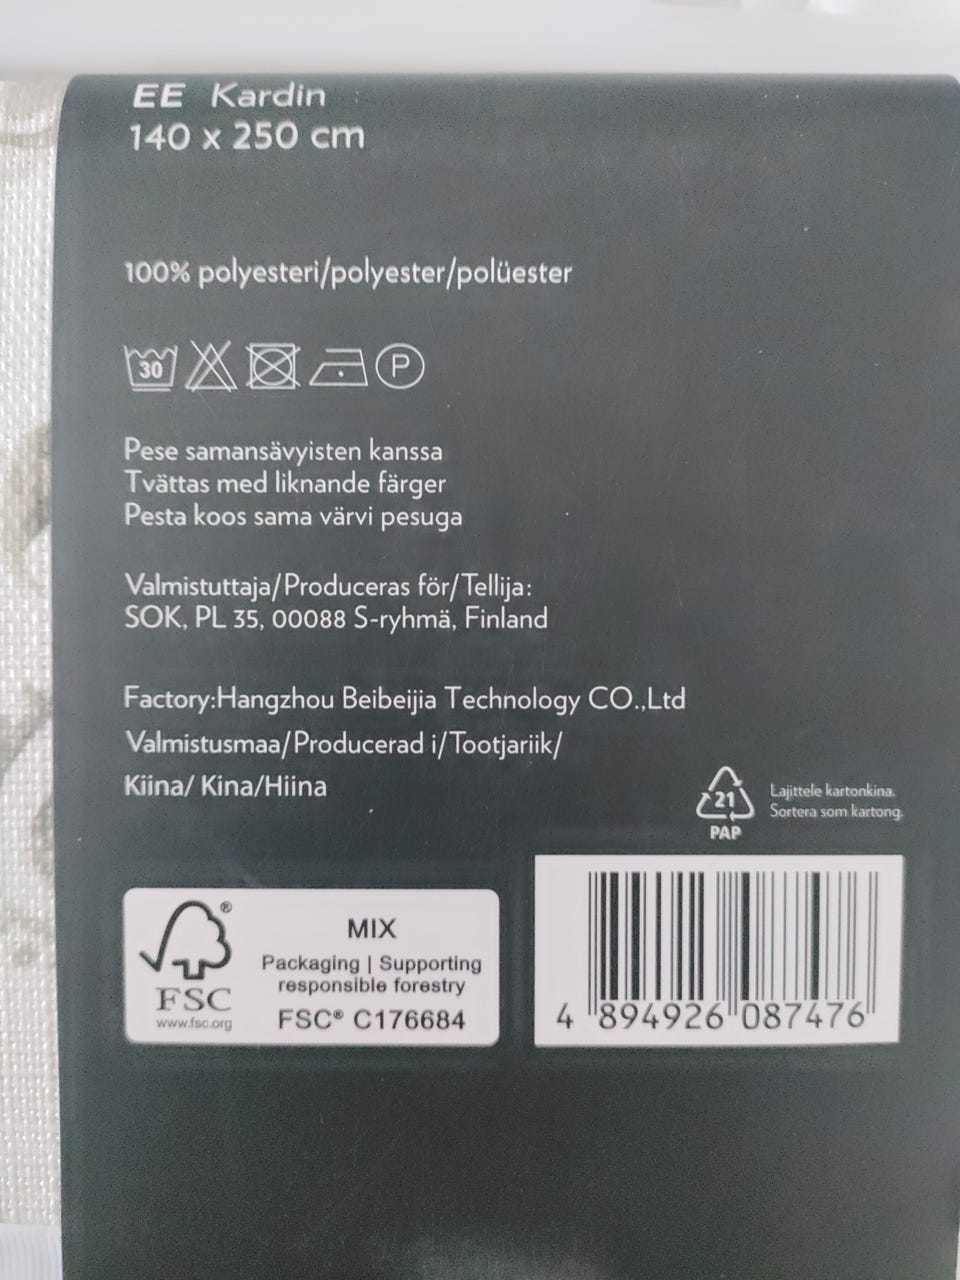 EE Kardin
140 x 250 cm
100% polyesteri/polyester/polüester
30
P
Pese samansävyisten kanssa
Tvättas med liknande färger
Pesta koos sama värvi pesuga
Valmistuttaja/Produceras för/Tellija:
SOK, PL 35, 00088 S-ryhmä, Finland
Factory:Hangzhou Beibeijia Technology CO.,Ltd
Valmistusmaa/Producerad i/Tootjariik/
Kiina/ Kina/Hiina
21
PAP
Lajittele kartonkina.
Sortera som kartong.
FSC®
www.fsc.org
MIX
Packaging | Supporting
responsible forestry
FSC® C176684
4 894926 087476